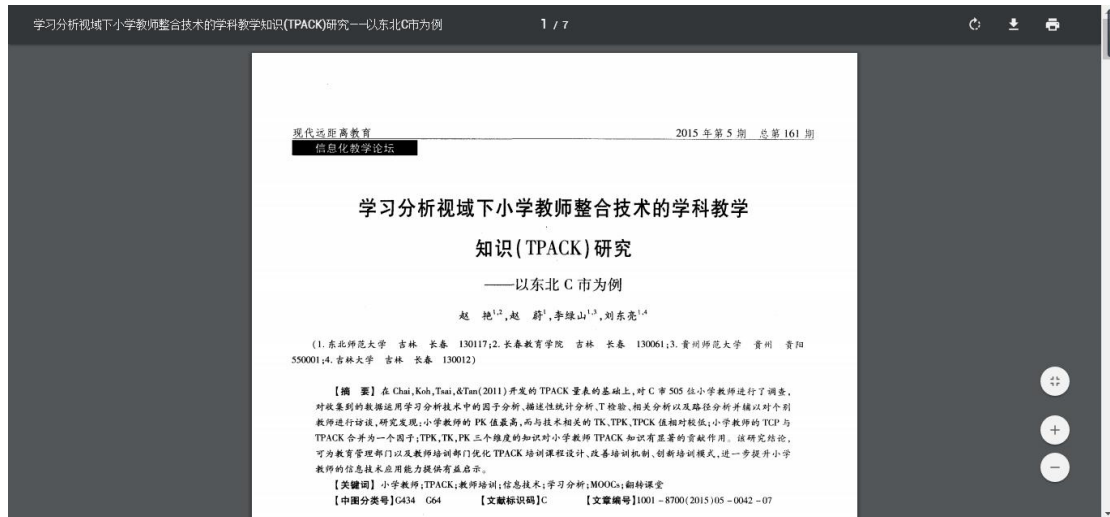 学习分析视域下小学教师整合技术的学科教学知识(TPACK)研究——以东北C市为例 1 / 7
现代远距离教育 2015 年第 5 期 总第 161 期
信息化教学论坛
学习分析视域下小学教师整合技术的学科教学
知识(TPACK)研究
——以东北 C 市为例
赵 艳1,2,赵 蔚1,李绿山1,3,刘东亮1,4
(1.东北师范大学 吉林 长春 130117;2.长春教育学院 吉林 长春 130061;3.贵州师范大学 贵州 贵阳
550001;4.吉林大学 吉林 长春 130012)
【摘 要】在 Chai,Koh,Tsai,&Tan(2011)开发的 TPACK 量表的基础上,对 C 市 505 位小学教师进行了调查,
对收集到的数据运用学习分析技术中的因子分析、描述性统计分析、T 检验、相关分析以及路径分析并辅以对个别
教师进行访谈,研究发现:小学教师的 PK 值最高,而与技术相关的 TK、TPK、TPCK 值相对较低;小学教师的 TCP 与
TPACK 合并为一个因子;TPK、TK、PK 三个维度的知识对小学教师 TPACK 知识有显著的贡献作用。该研究结论,
可为教育管理部门以及教师培训部门优化 TPACK 培训课程设计、改善培训机制、创新培训模式,进一步提升小学
教师的信息技术应用能力提供有益启示。
【关键词】小学教师;TPACK;教师培训;信息技术;学习分析;MOOCs;翻转课堂
【中图分类号】G434 G64 【文献标识码】C 【文章编号】1001-8700(2015)05-0042-07